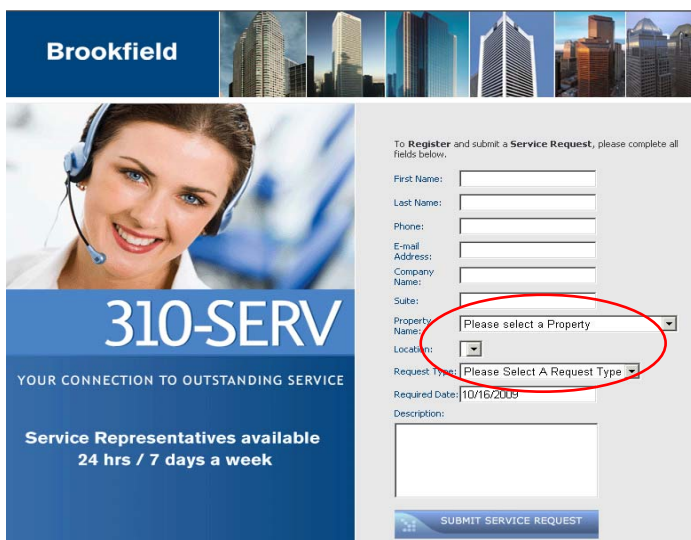 Brookfield
310-SERV
YOUR CONNECTION TO OUTSTANDING SERVICE
Service Representatives available
24 hrs / 7 days a week
To Register and submit a Service Request, please complete all
fields below.
First Name:
Last Name:
Phone:
E-mail
Address:
Company
Name:
Suite:
Property
Name:
Please select a Property
Location:
Request Type: Please Select A Request Type
Required Date: 10/16/2009
Description:
SUBMIT SERVICE REQUEST